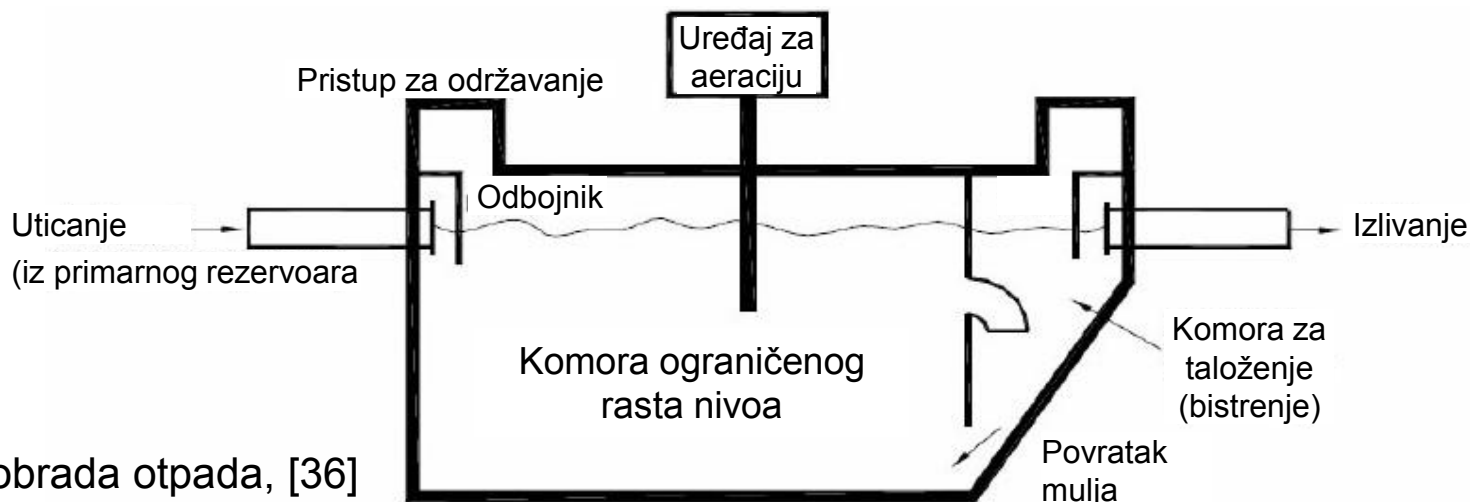 Uređaj za
aeraciju
Pristup za održavanje
Odbojnik
Uticanje
(iz primarnog rezervoara
Izlivanje
Komora ograničenog
rasta nivoa
Komora za
taloženje
(bistrenje)
Povratak
mulja
obrada otpada, [36]